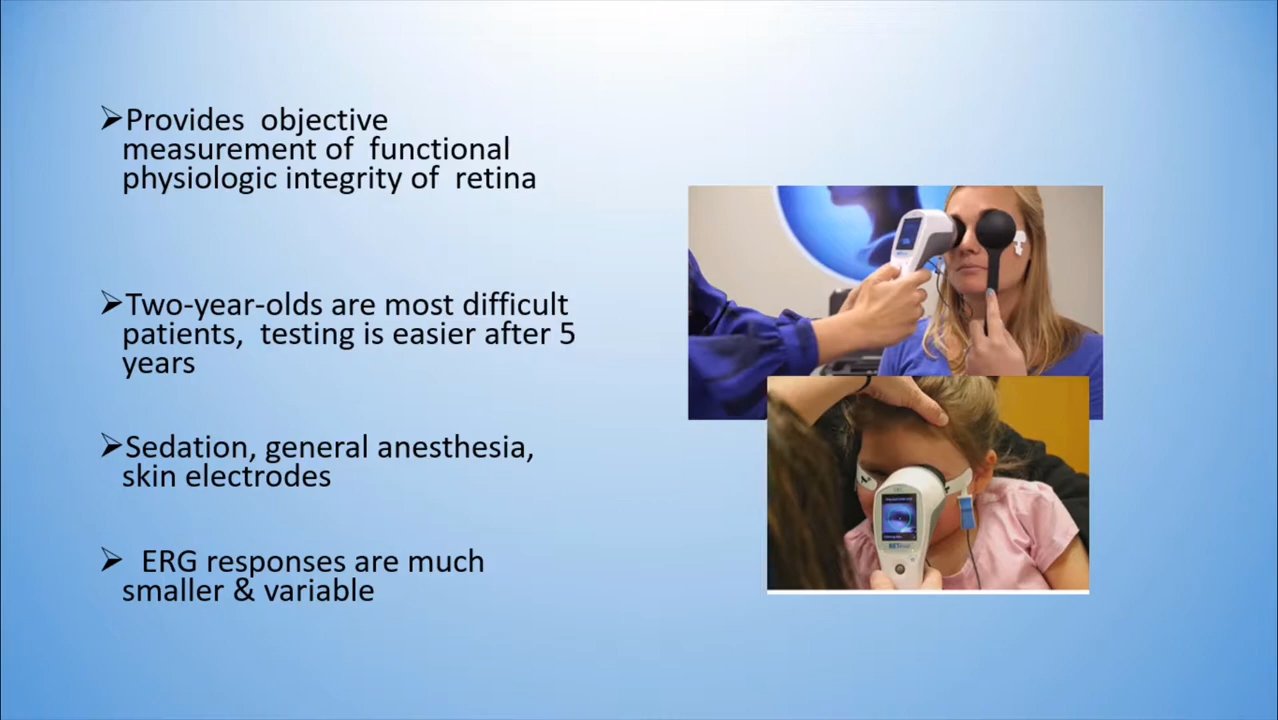 ➢Provides objective
measurement of functional
physiologic integrity of retina
➢Two-year-olds are most difficult
patients, testing is easier after 5
years
➢Sedation, general anesthesia,
skin electrodes
➢ ERG responses are much
smaller & variable